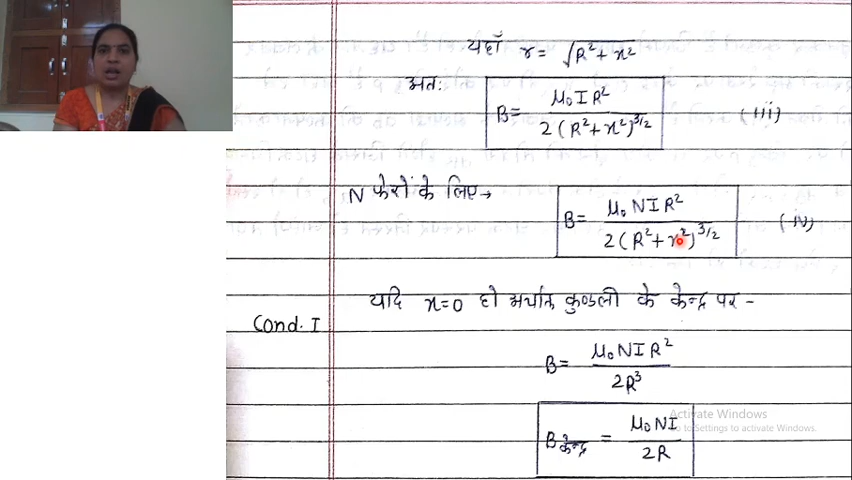 यहाँ r = √R²+x²
अतः B = μ₀IR² / 2(R²+x²)^3/2 (iii)
N फेरों के लिए→ B = μ₀NIR² / 2(R²+x²)^3/2 (iv)
यदि x=0 हो अर्थात कुण्डली के केन्द्र पर -
Cond. I
B = μ₀NIR² / 2R³
B केन्द्र = μ₀NI / 2R
Activate Windows
to Settings to activate Windows.